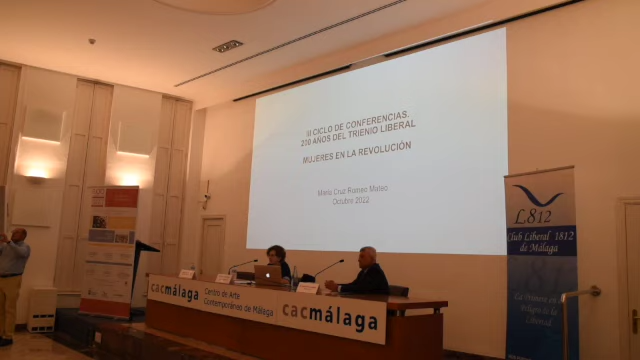 III CICLO DE CONFERENCIAS.
200 AÑOS DEL TRIENIO LIBERAL
MUJERES EN LA REVOLUCIÓN
María Cruz Romeo Mateo
Octubre 2022
L812
Club Liberal 1812
de Málaga
cacmálaga
Centro de Arte
Contemporáneo de Málaga
cacmálaga